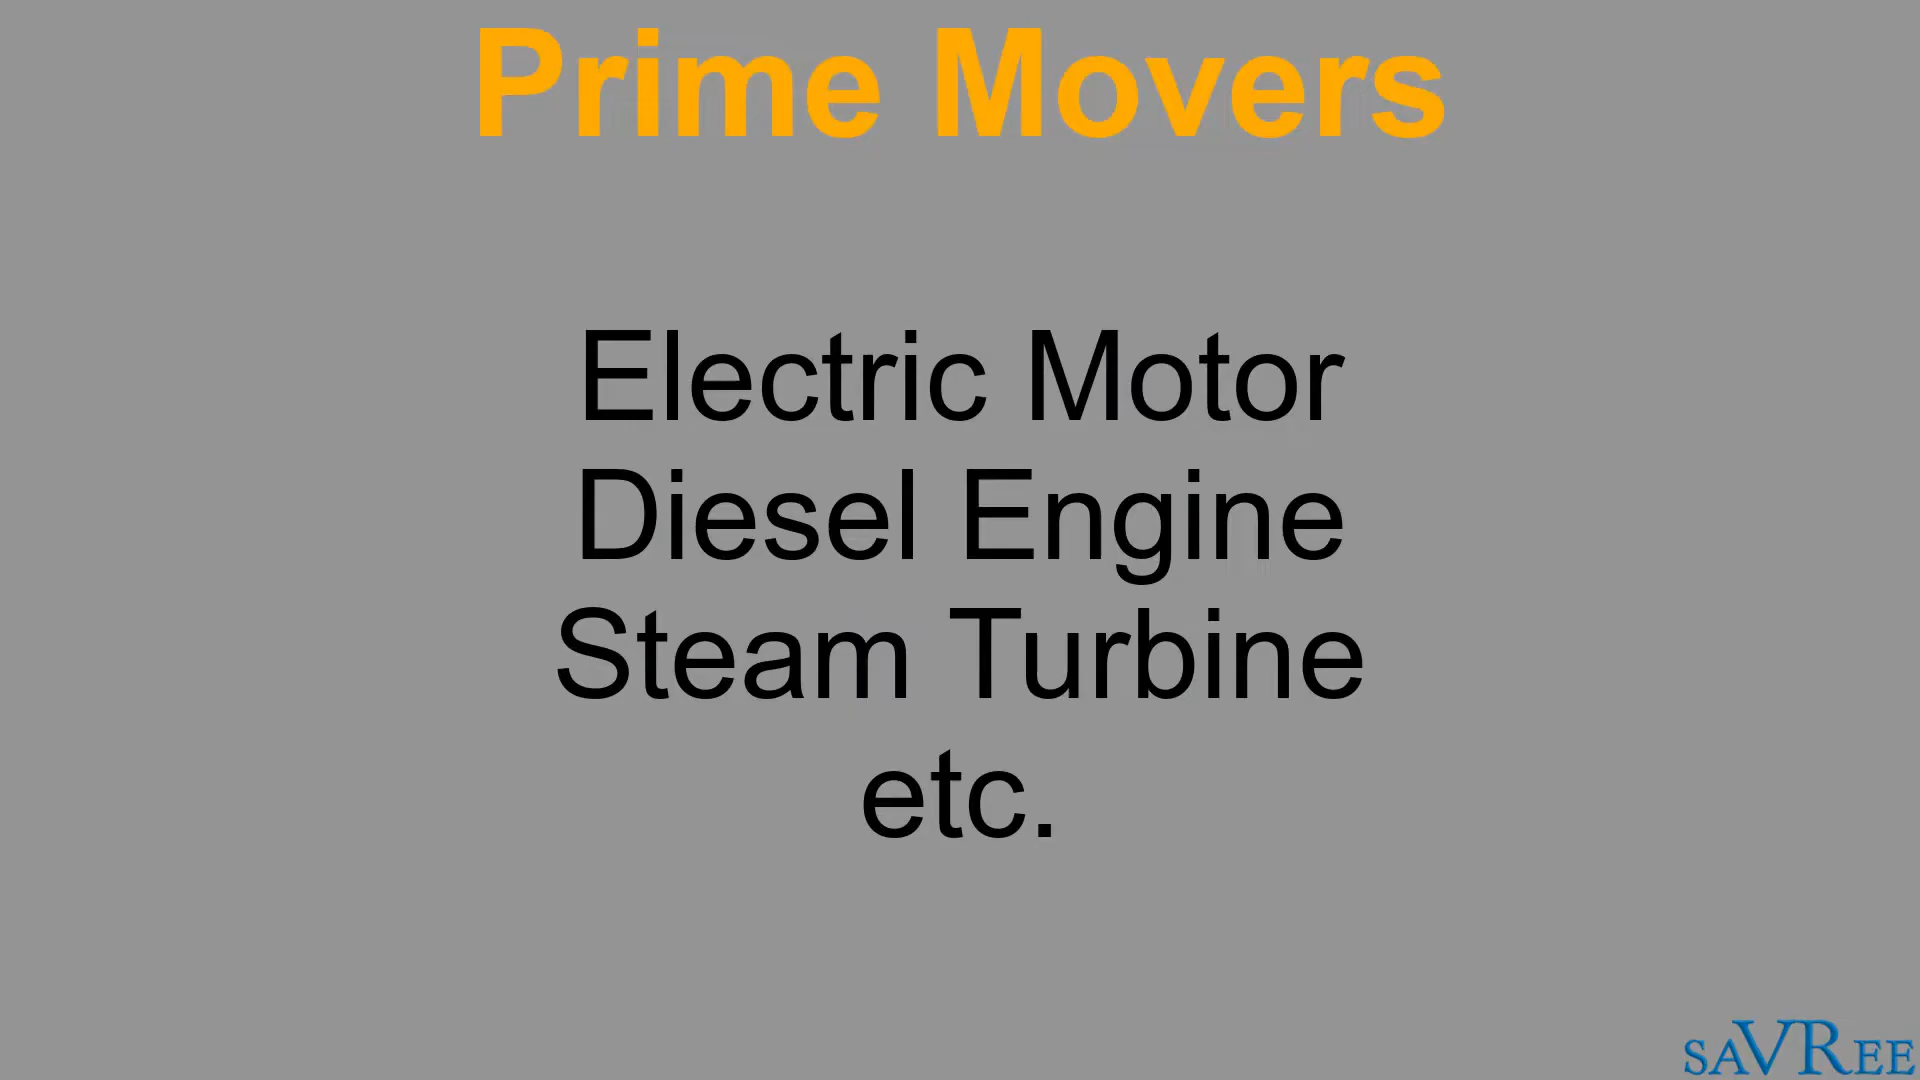 Prime Movers
Electric Motor
Diesel Engine
Steam Turbine
etc.
saVRee